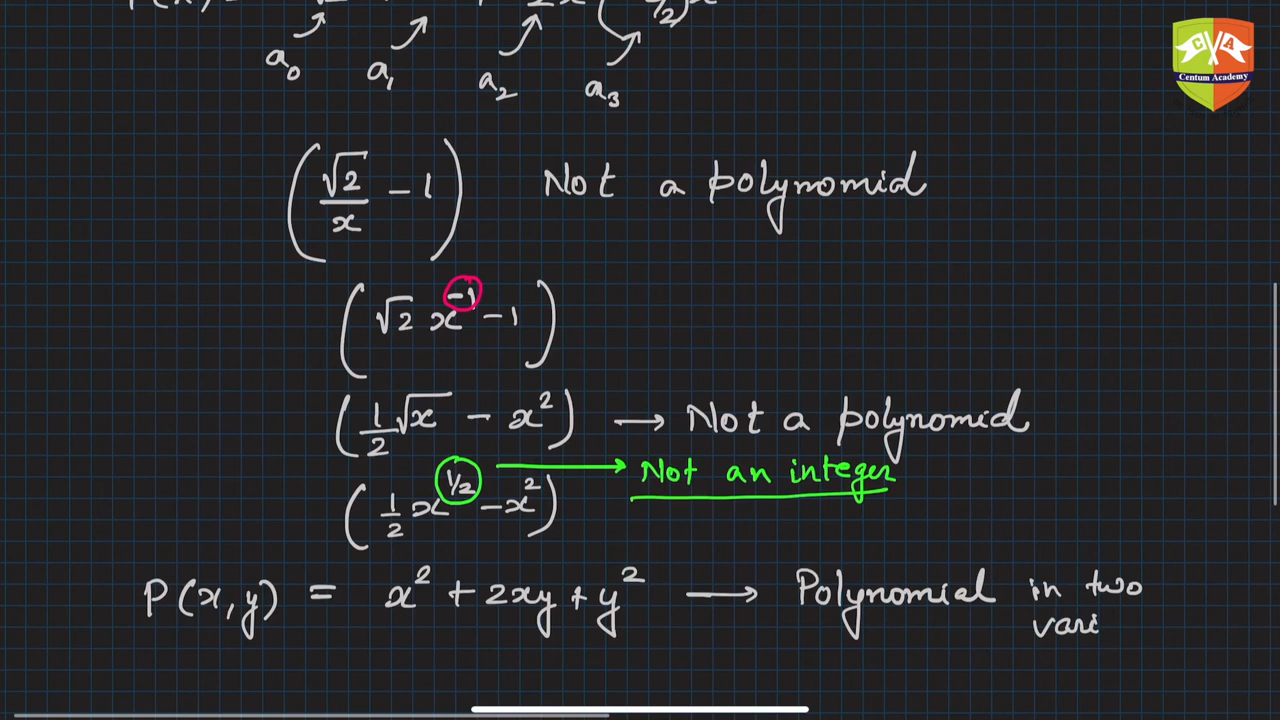 a₀ a₁ a₂ a₃
CA
Centum Academy
(√2/x - 1) Not a polynomial
(√2 x⁻¹ - 1)
(1/2 √x - x²) → Not a polynomial
(1/2 x^1/2 - x²) → Not an integer
P(x,y) = x² + 2xy + y² → Polynomial in two
vari